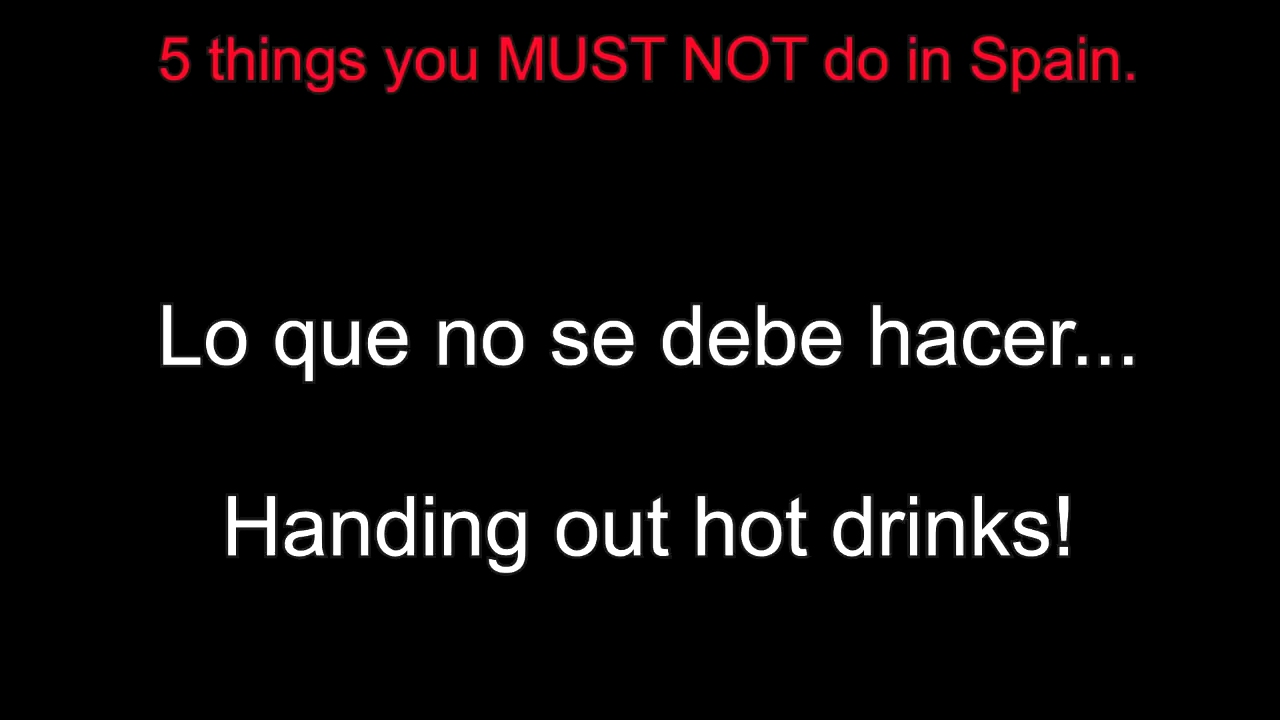 5 things you MUST NOT do in Spain.
Lo que no se debe hacer...
Handing out hot drinks!